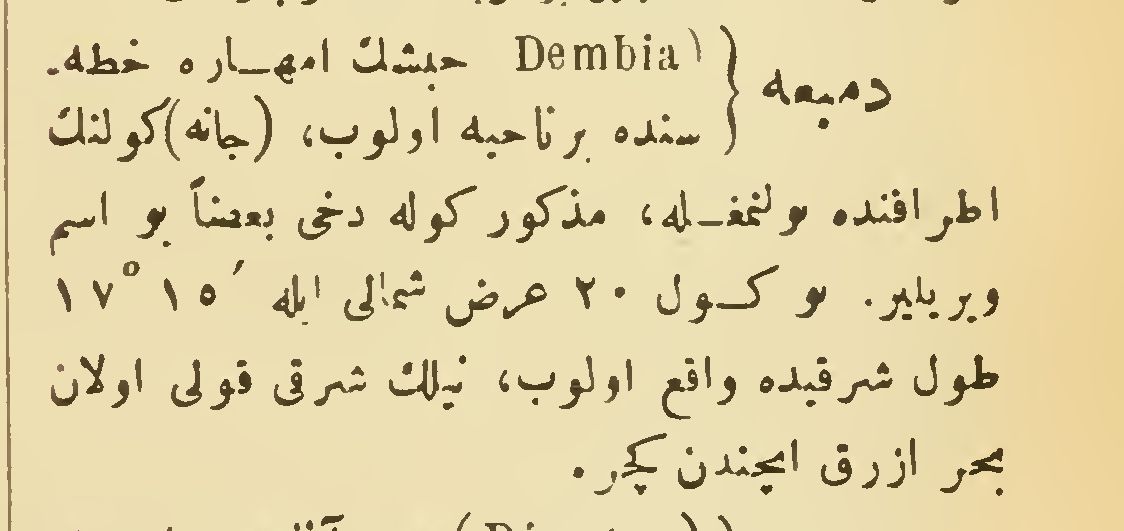 دمبعه { (Dembia) حبشك امهاره خطه‌
سنده بر ناحیه اولوب، (جانه) كولنك
اطرافنده بولنمغله، مذكور كوله دخی بعضاً بو اسم
ویریلیر. بو كول ۲۰ عرض شمالی ایله ′۱۵ °۱۷
طول شرقیده واقع اولوب، نیلك شرقی قولی اولان
بحر ازرق ایچندن كچر.